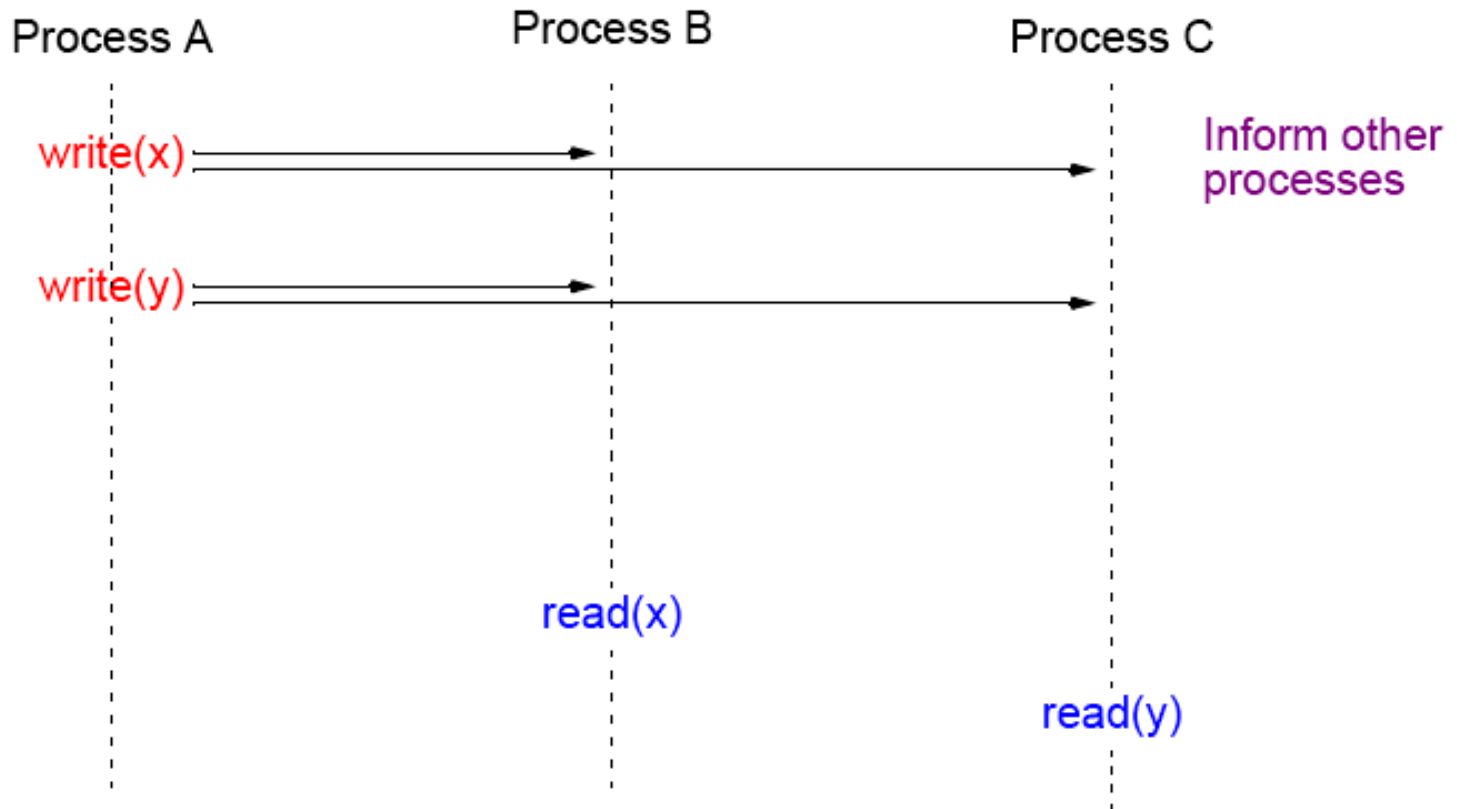 Process A
Process B
Process C
write(x)
Inform other
processes
write(y)
read(x)
read(y)